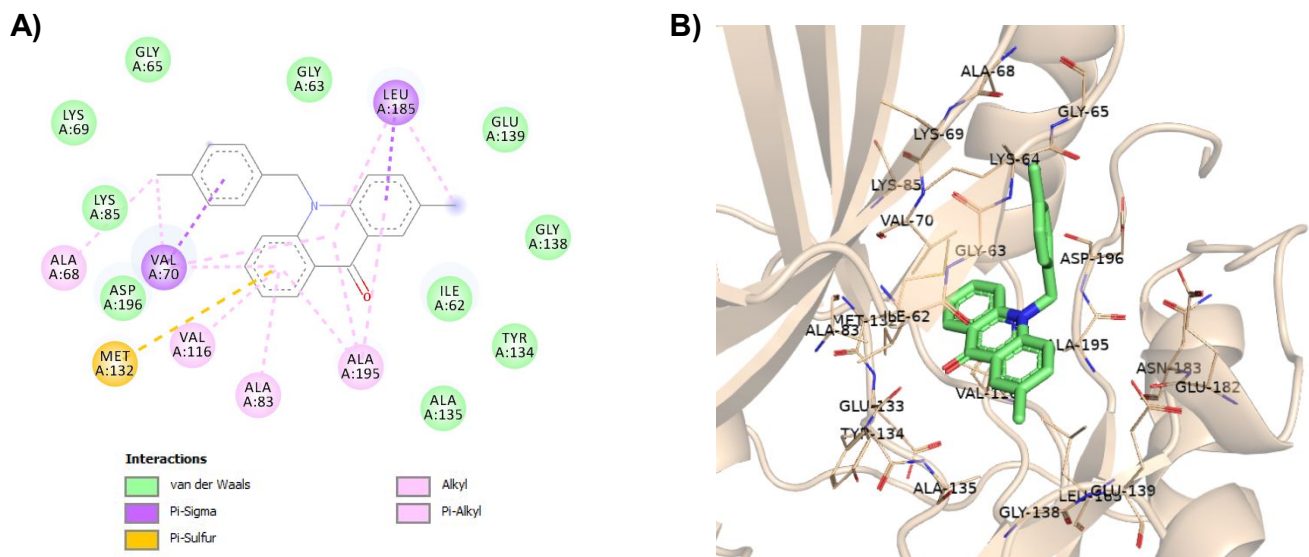 A)
GLY
A:65
GLY
A:63
LEU
A:185
LYS
A:69
GLU
A:139
LYS
A:85
N
GLY
A:138
ALA
A:68
VAL
A:70
ASP
A:196
ILE
A:62
O
VAL
A:116
TYR
A:134
MET
A:132
ALA
A:195
ALA
A:83
ALA
A:135
Interactions
van der Waals
Pi-Sigma
Pi-Sulfur
Alkyl
Pi-Alkyl
B)
ALA-68
GLY-65
LYS-69
LYS-64
LYS-85
VAL-70
GLY-63
ASP-196
ILE-62
ALA-83
ALA-195
ASN-183
GLU-182
GLU-133
TYR-134
ALA-135
GLU-139
GLY-138